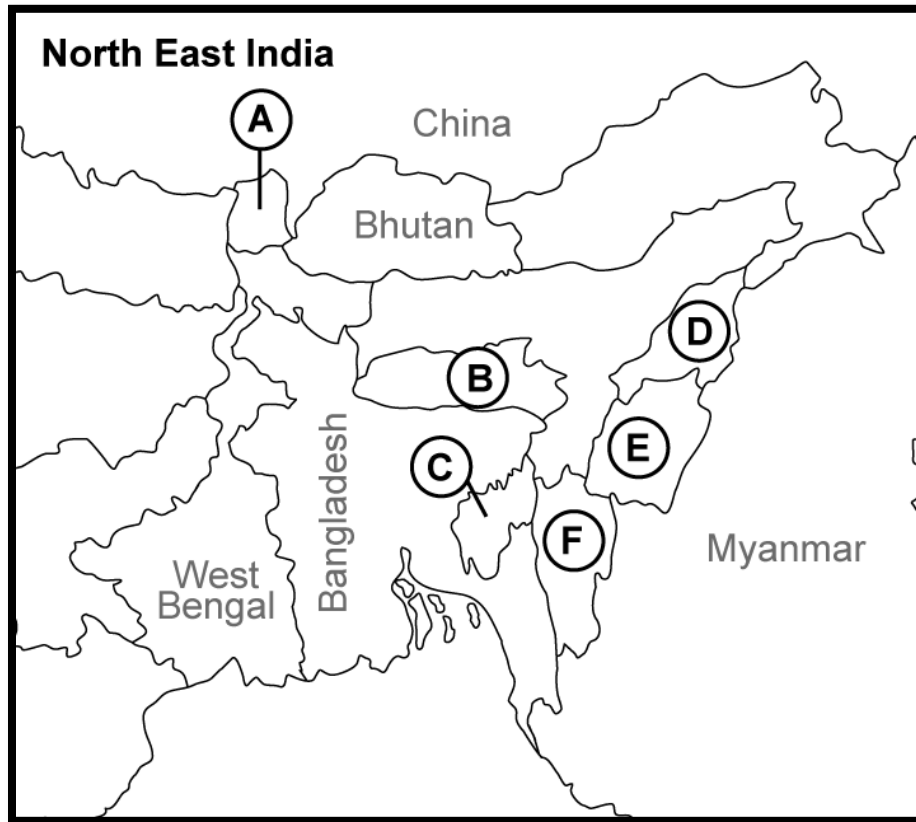 North East India
A
China
Bhutan
D
B
C
E
Bangladesh
F
Myanmar
West
Bengal